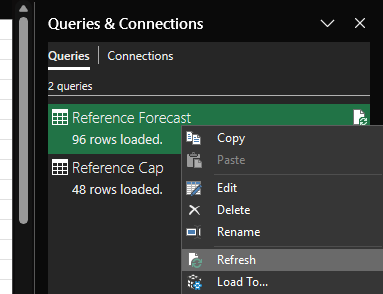 Queries & Connections
Queries | Connections
2 queries
Reference Forecast
96 rows loaded.
Reference Cap
48 rows loaded.
Copy
Paste
Edit
Delete
Rename
Refresh
Load To...